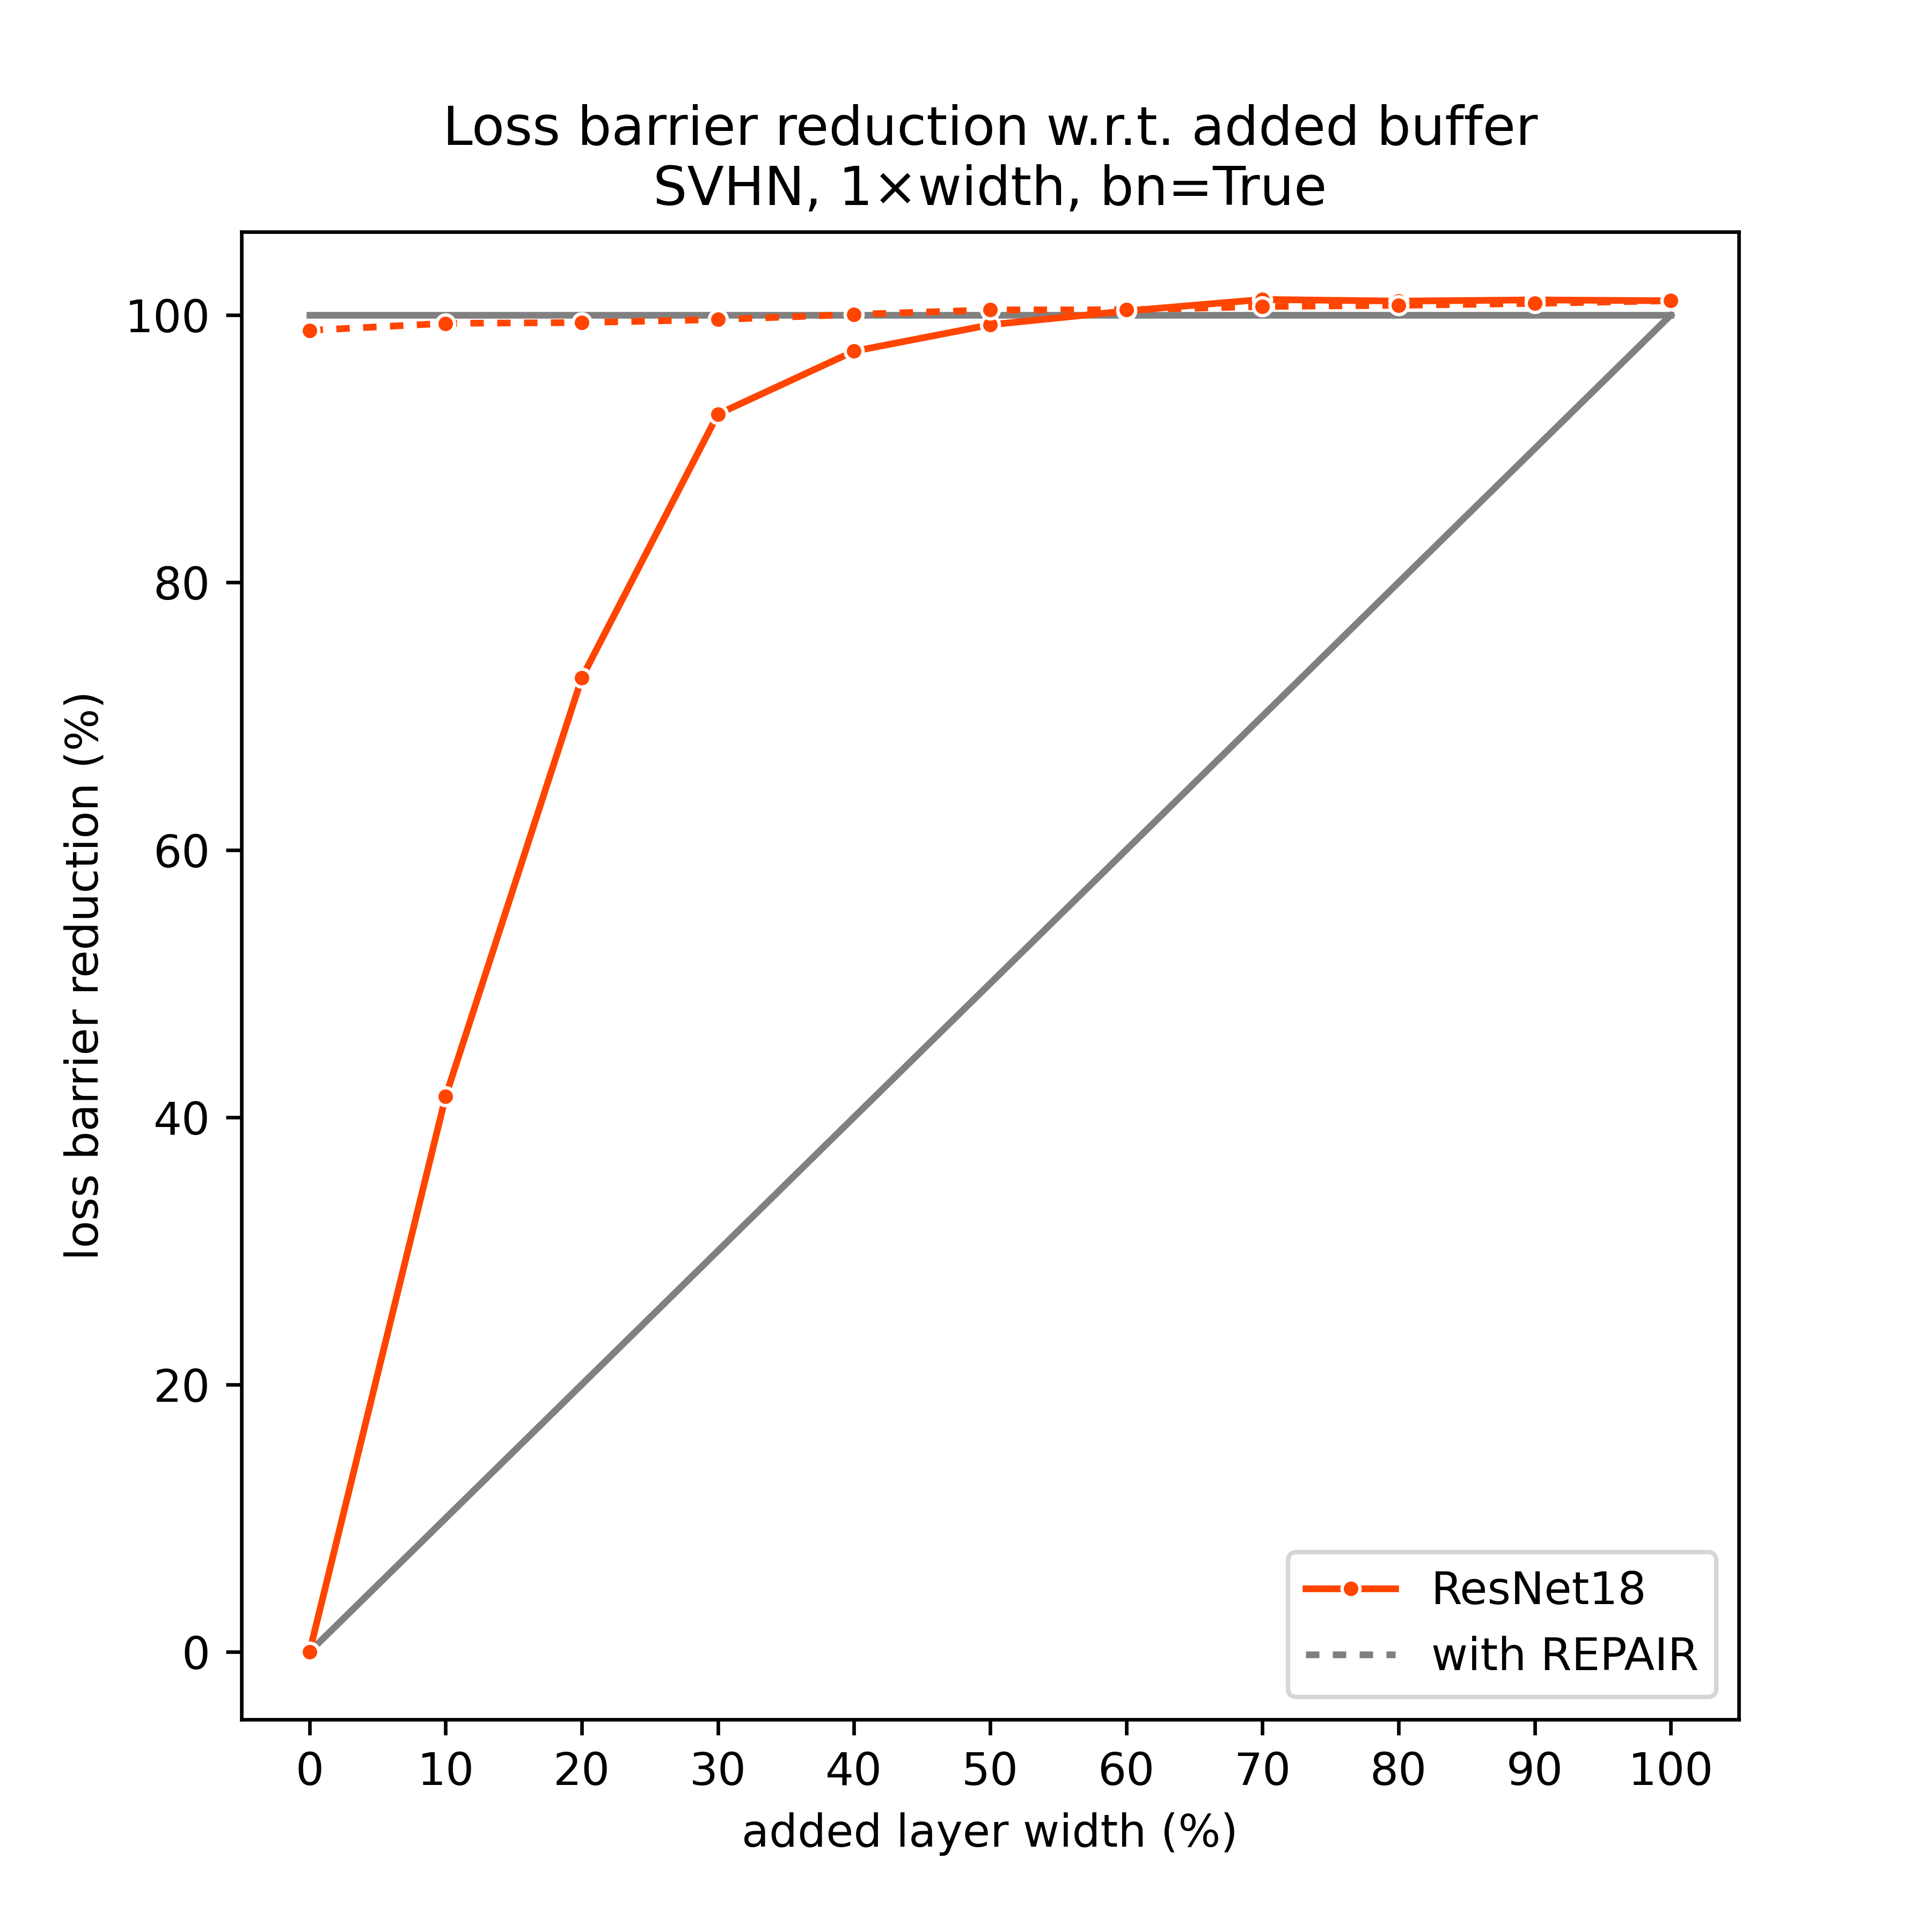 Loss barrier reduction w.r.t. added buffer
SVHN, 1×width, bn=True
loss barrier reduction (%)
100
80
60
40
20
0
0 10 20 30 40 50 60 70 80 90 100
added layer width (%)
ResNet18
with REPAIR